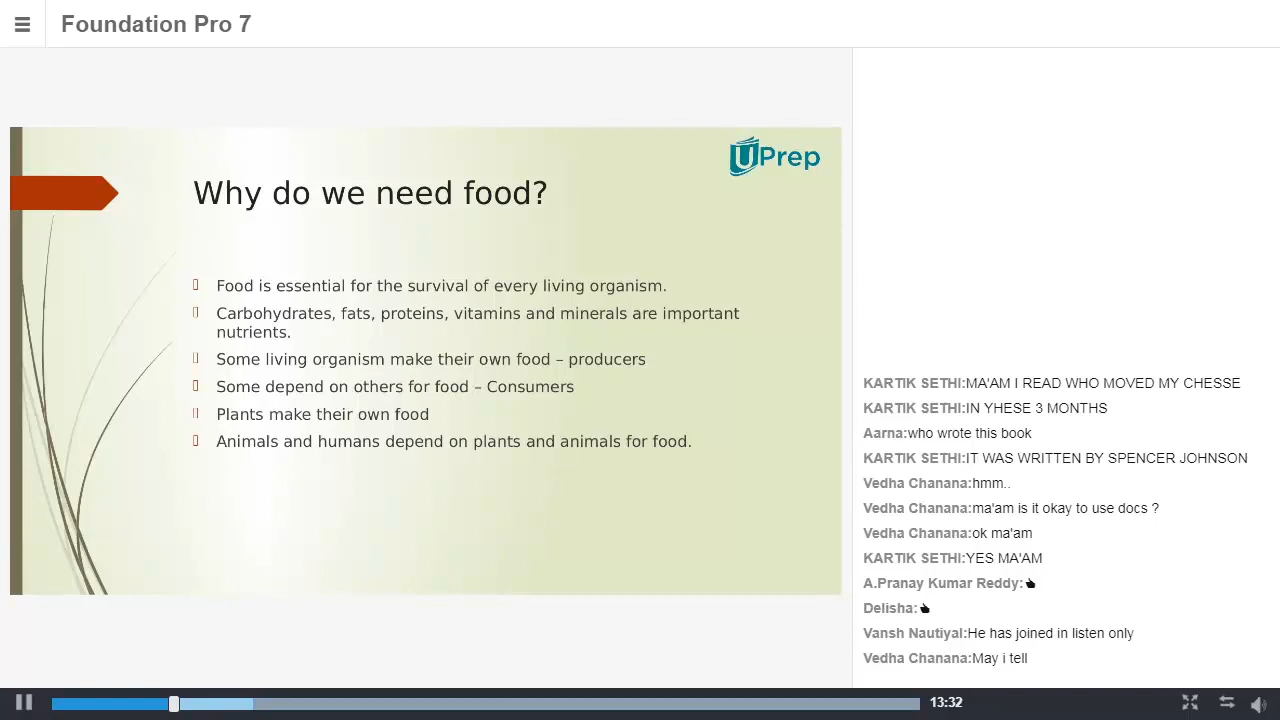 Foundation Pro 7
UPrep
Why do we need food?
Food is essential for the survival of every living organism.
Carbohydrates, fats, proteins, vitamins and minerals are important
nutrients.
Some living organism make their own food – producers
Some depend on others for food – Consumers
Plants make their own food
Animals and humans depend on plants and animals for food.
KARTIK SETHI:MA'AM I READ WHO MOVED MY CHESSE
KARTIK SETHI:IN YHESE 3 MONTHS
Aarna:who wrote this book
KARTIK SETHI:IT WAS WRITTEN BY SPENCER JOHNSON
Vedha Chanana:hmm..
Vedha Chanana:ma'am is it okay to use docs ?
Vedha Chanana:ok ma'am
KARTIK SETHI:YES MA'AM
A.Pranay Kumar Reddy:
Delisha:
Vansh Nautiyal:He has joined in listen only
Vedha Chanana:May i tell
13:32